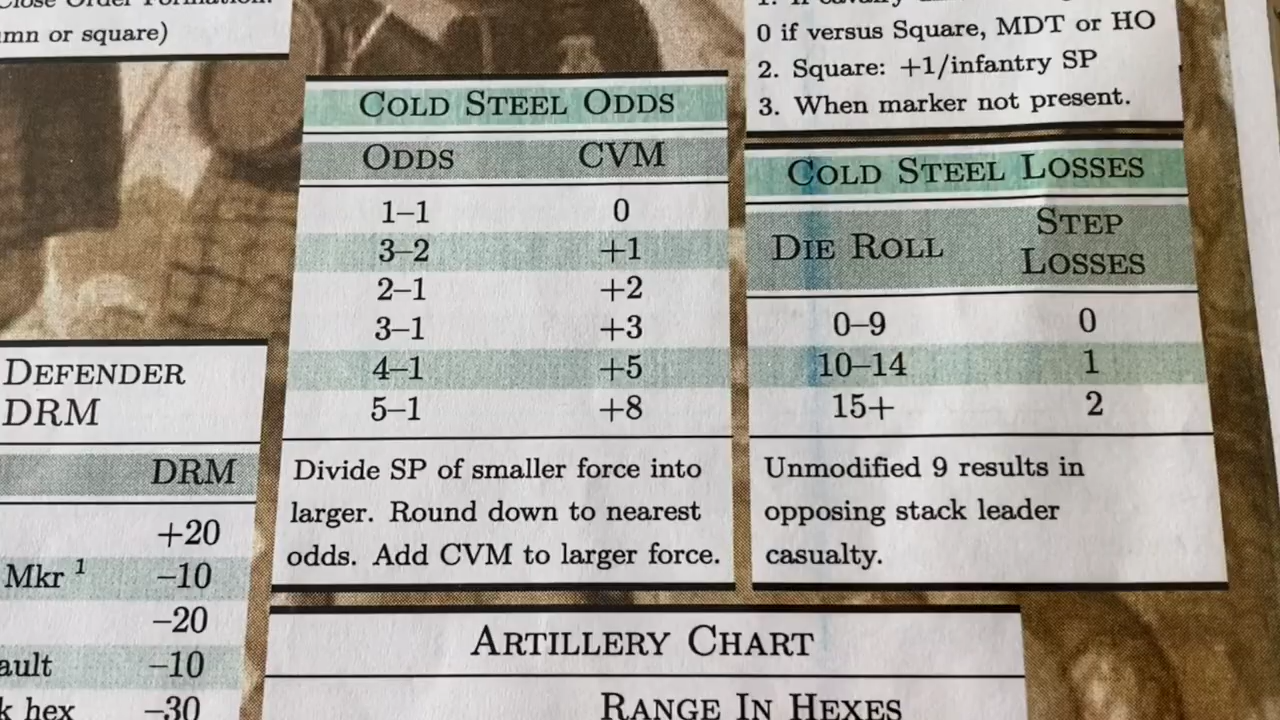 Close Order Formation.
mn or square)
0 if versus Square, MDT or HO
2. Square: +1/infantry SP
3. When marker not present.
COLD STEEL ODDS
ODDS CVM
1–1 0
3–2 +1
2–1 +2
3–1 +3
4–1 +5
5–1 +8
Divide SP of smaller force into
larger. Round down to nearest
odds. Add CVM to larger force.
COLD STEEL LOSSES
DIE ROLL STEP LOSSES
0–9 0
10–14 1
15+ 2
Unmodified 9 results in
opposing stack leader
casualty.
DEFENDER
DRM
DRM
+20
Mkr 1 –10
–20
ault –10
k hex –30
ARTILLERY CHART
RANGE IN HEXES